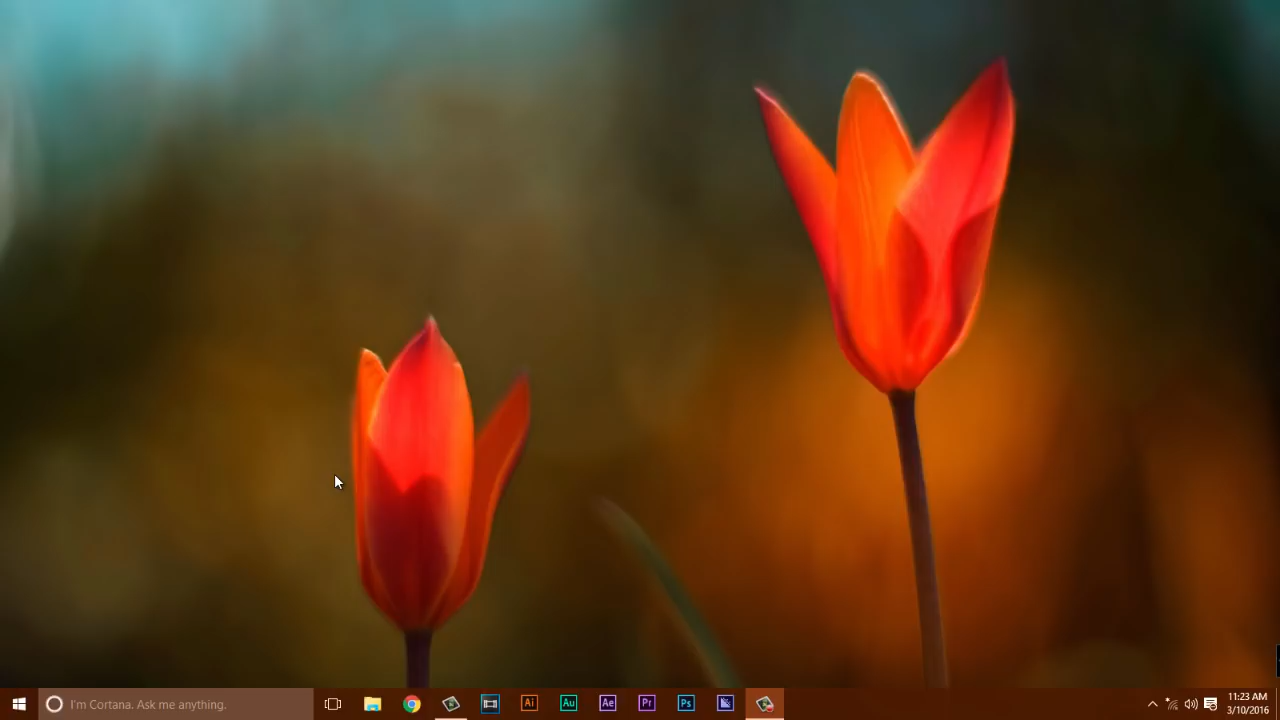 I'm Cortana. Ask me anything.
Ai
Au
Ae
Pr
Ps
11:23 AM
3/10/2016